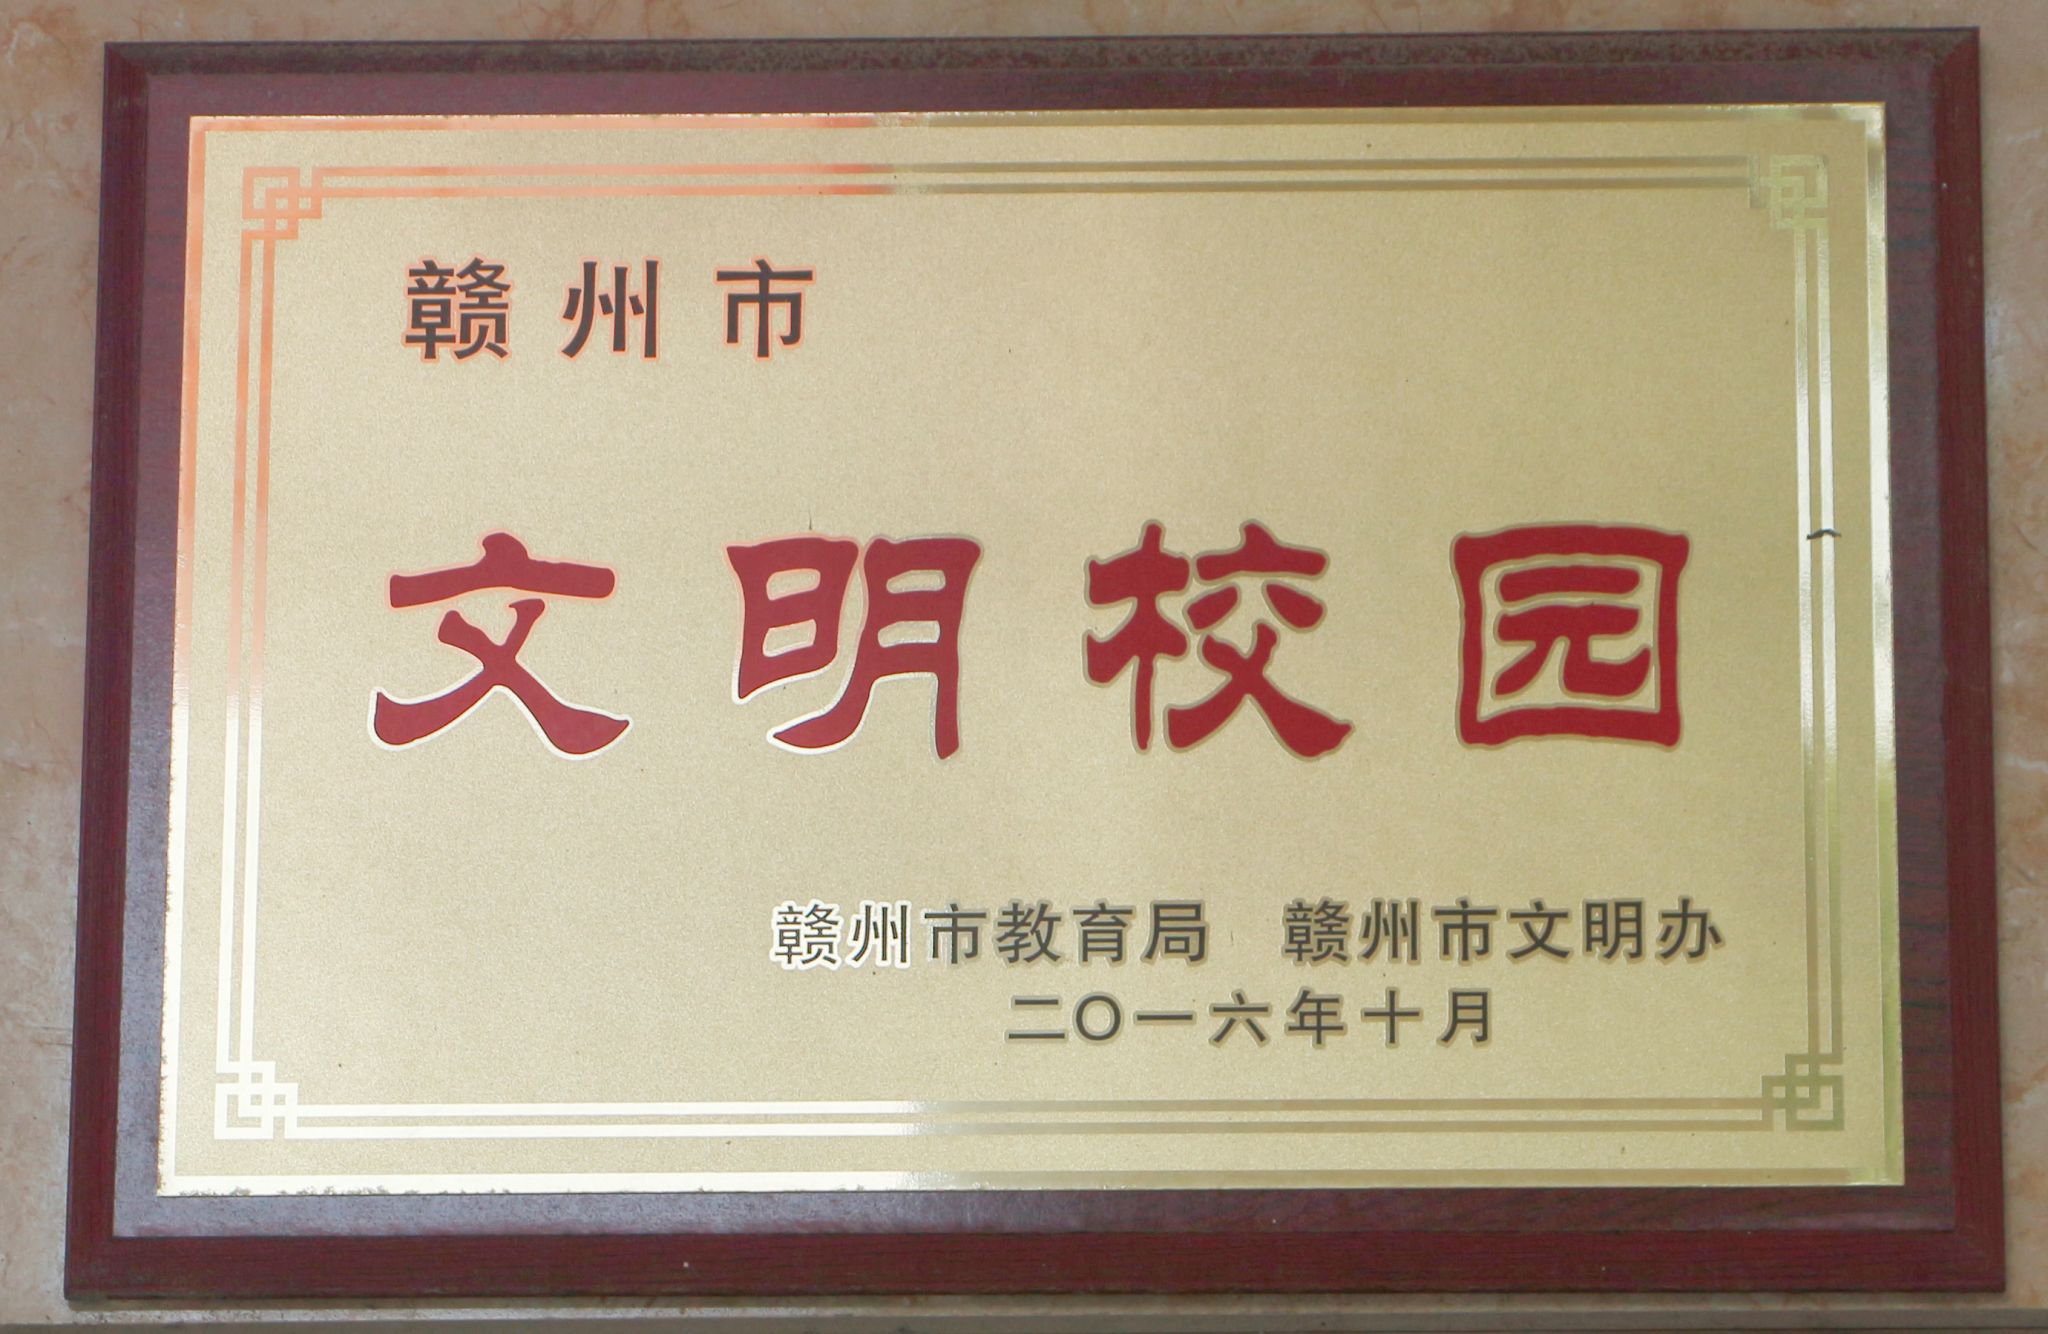 赣州市
文明校园
赣州市教育局　赣州市文明办
二〇一六年十月